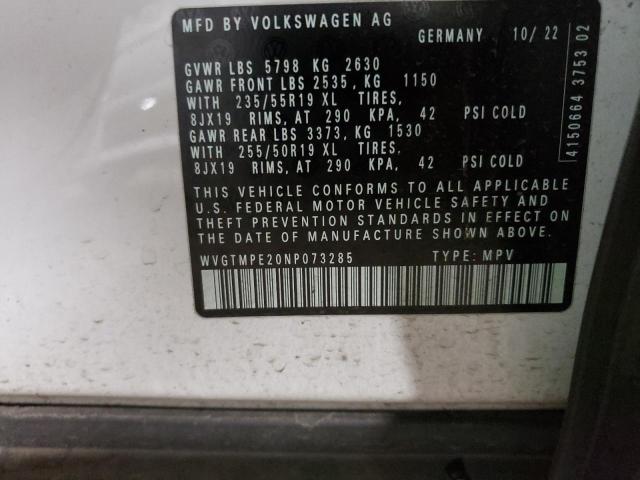 MFD BY VOLKSWAGEN AG
GERMANY 10/22
GVWR LBS 5798 KG 2630
GAWR FRONT LBS 2535, KG 1150
WITH 235/55R19 XL TIRES,
8JX19 RIMS, AT 290 KPA, 42 PSI COLD
GAWR REAR LBS 3373, KG 1530
WITH 255/50R19 XL TIRES,
8JX19 RIMS, AT 290 KPA, 42 PSI COLD
THIS VEHICLE CONFORMS TO ALL APPLICABLE
U.S. FEDERAL MOTOR VEHICLE SAFETY AND
THEFT PREVENTION STANDARDS IN EFFECT ON
THE DATE OF MANUFACTURE SHOWN ABOVE.
WVGTMPE20NP073285 TYPE: MPV
4150664 3753 02